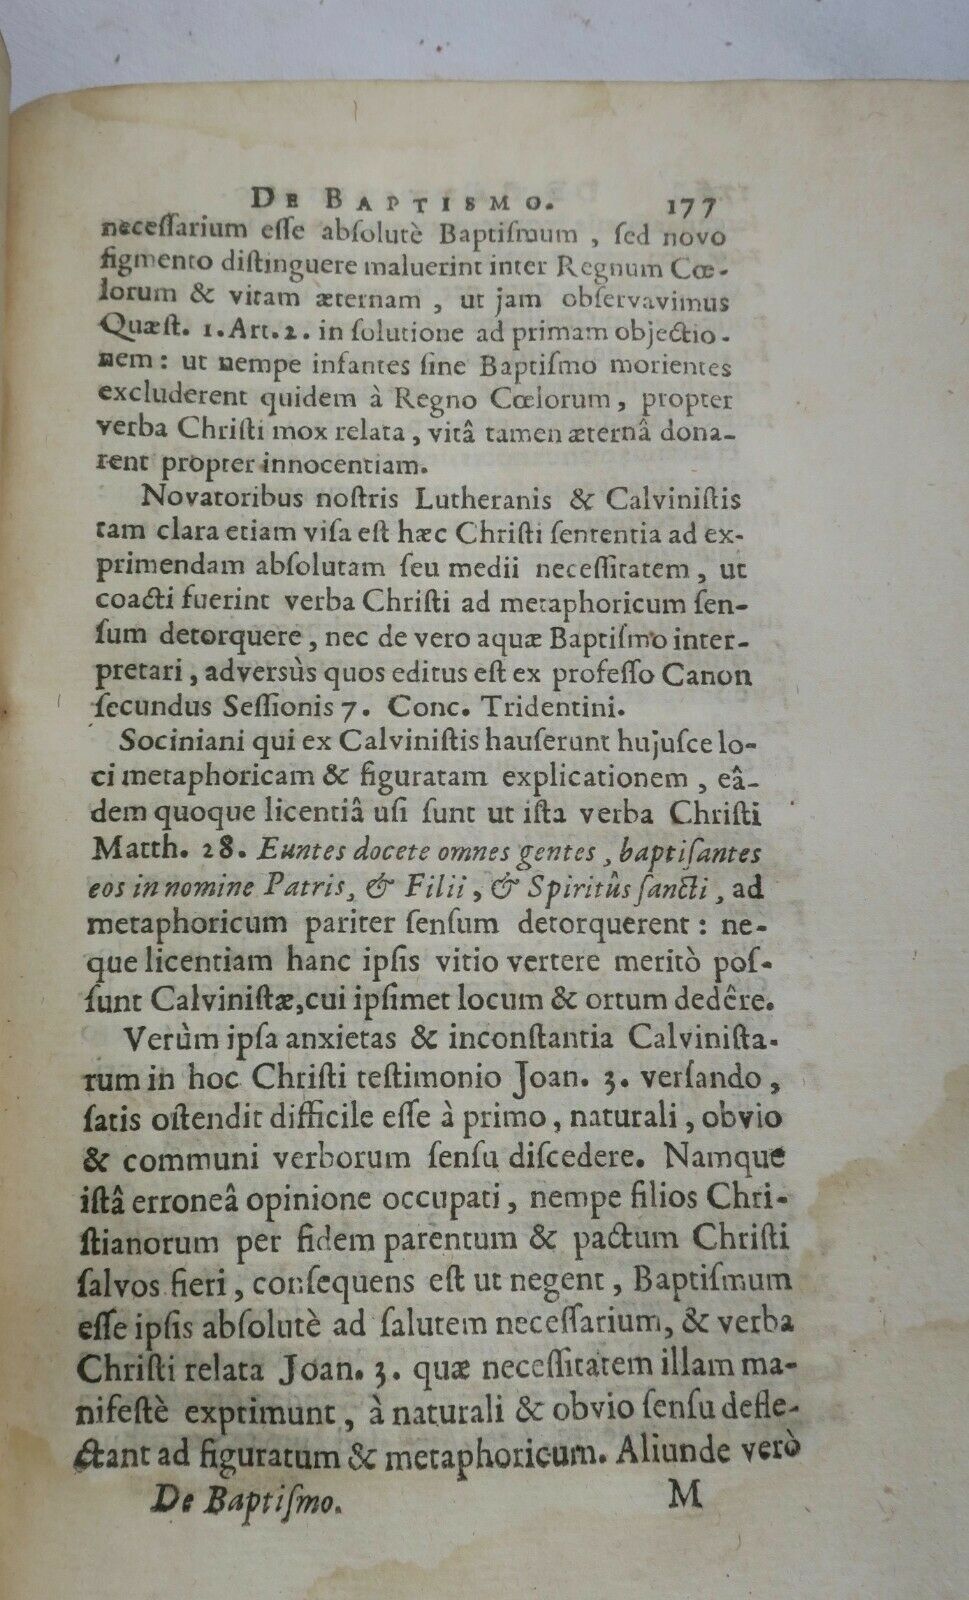 DE BAPTISMO. 177
necessarium esse absolutè Baptismum, sed novo
figmento distinguere maluerint inter Regnum Cœ-
lorum & vitam æternam, ut jam observavimus
Quæst. 1. Art. 2. in solutione ad primam objectio-
nem: ut nempe infantes sine Baptismo morientes
excluderent quidem à Regno Cœlorum, propter
verba Christi mox relata, vitâ tamen æternâ dona-
rent propter innocentiam.
Novatoribus nostris Lutheranis & Calvinistis
tam clara etiam visa est hæc Christi sententia ad ex-
primendam absolutam seu medii necessitatem, ut
coacti fuerint verba Christi ad metaphoricum sen-
sum detorquere, nec de vero aquæ Baptismo inter-
pretari, adversùs quos editus est ex professo Canon
secundus Sessionis 7. Conc. Tridentini.
Sociniani qui ex Calvinistis hauserunt hujusce lo-
ci metaphoricam & figuratam explicationem, eâ-
dem quoque licentiâ usi sunt ut ista verba Christi
Matth. 28. Euntes docete omnes gentes, baptisantes
eos in nomine Patris, & Filii, & Spiritûs sancti, ad
metaphoricum pariter sensum detorquerent: ne-
que licentiam hanc ipsis vitio vertere meritò pos-
sunt Calvinistæ, cui ipsimet locum & ortum dedêre.
Verùm ipsa anxietas & inconstantia Calvinista-
rum in hoc Christi testimonio Joan. 3. versando,
satis ostendit difficile esse à primo, naturali, obvio
& communi verborum sensu discedere. Namque
istâ erroneâ opinione occupati, nempe filios Chri-
stianorum per fidem parentum & pactum Christi
salvos fieri, consequens est ut negent, Baptismum
esse ipsis absolutè ad salutem necessarium, & verba
Christi relata Joan. 3. quæ necessitatem illam ma-
nifestè exptimunt, à naturali & obvio sensu defle-
ctant ad figuratum & metaphoricum. Aliunde verò
De Baptismo. M